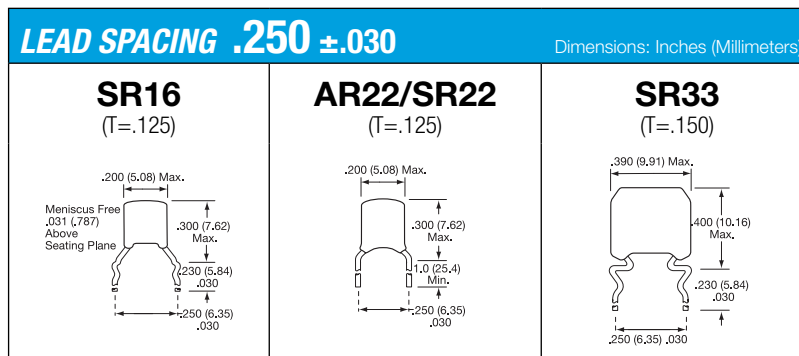 LEAD SPACING .250 ±.030
Dimensions: Inches (Millimeters)
SR16
(T=.125)
.200 (5.08) Max.
Meniscus Free
.031 (.787)
Above
Seating Plane
.300 (7.62)
Max.
.230 (5.84)
.030
.250 (6.35)
.030
AR22/SR22
(T=.125)
.200 (5.08) Max.
.300 (7.62)
Max.
1.0 (25.4)
Min.
.250 (6.35)
.030
SR33
(T=.150)
.390 (9.91) Max.
.400 (10.16)
Max.
.230 (5.84)
.030
.250 (6.35)
.030